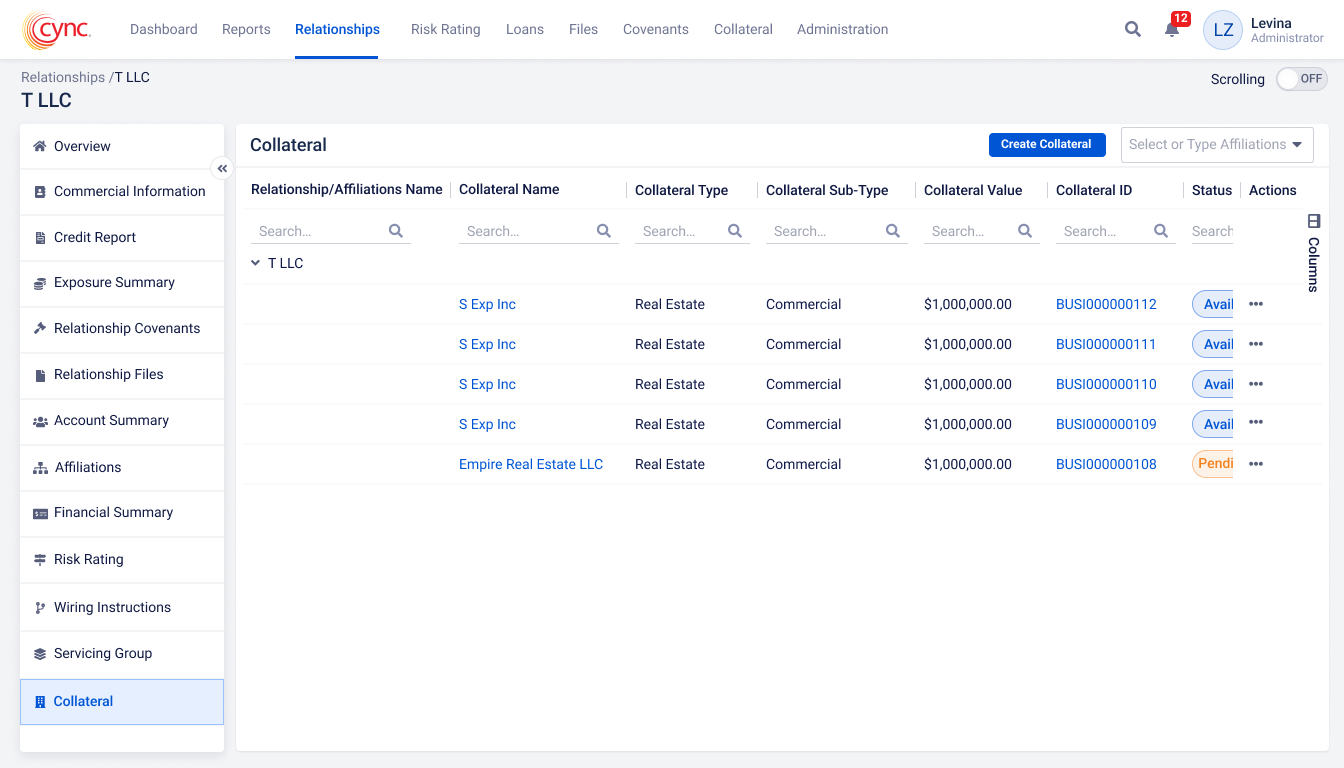 cync
Dashboard Reports Relationships Risk Rating Loans Files Covenants Collateral Administration
12
LZ
Levina
Administrator
Relationships /T LLC
T LLC
Scrolling OFF
Overview
Commercial Information
Credit Report
Exposure Summary
Relationship Covenants
Relationship Files
Account Summary
Affiliations
Financial Summary
Risk Rating
Wiring Instructions
Servicing Group
Collateral
Collateral
Create Collateral
Select or Type Affiliations
Relationship/Affiliations Name Collateral Name Collateral Type Collateral Sub-Type Collateral Value Collateral ID Status Actions
Search... Search... Search... Search... Search... Search... Search
Columns
T LLC
S Exp Inc Real Estate Commercial $1,000,000.00 BUSI000000112 Avail
S Exp Inc Real Estate Commercial $1,000,000.00 BUSI000000111 Avail
S Exp Inc Real Estate Commercial $1,000,000.00 BUSI000000110 Avail
S Exp Inc Real Estate Commercial $1,000,000.00 BUSI000000109 Avail
Empire Real Estate LLC Real Estate Commercial $1,000,000.00 BUSI000000108 Pendi